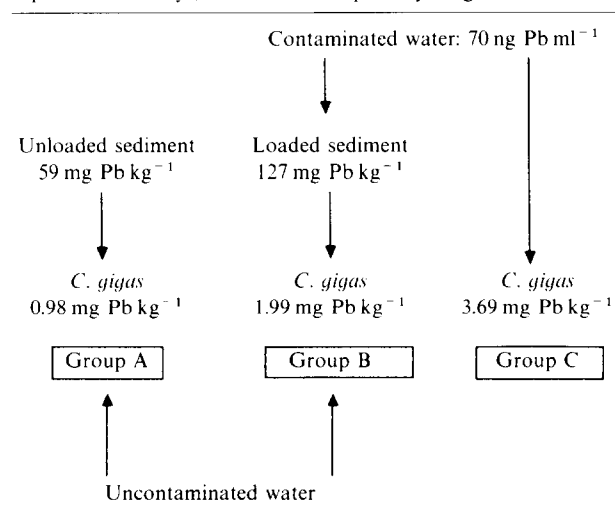 Contaminated water: 70 ng Pb ml⁻¹
Unloaded sediment
59 mg Pb kg⁻¹
Loaded sediment
127 mg Pb kg⁻¹
C. gigas
0.98 mg Pb kg⁻¹
C. gigas
1.99 mg Pb kg⁻¹
C. gigas
3.69 mg Pb kg⁻¹
Group A
Group B
Group C
Uncontaminated water